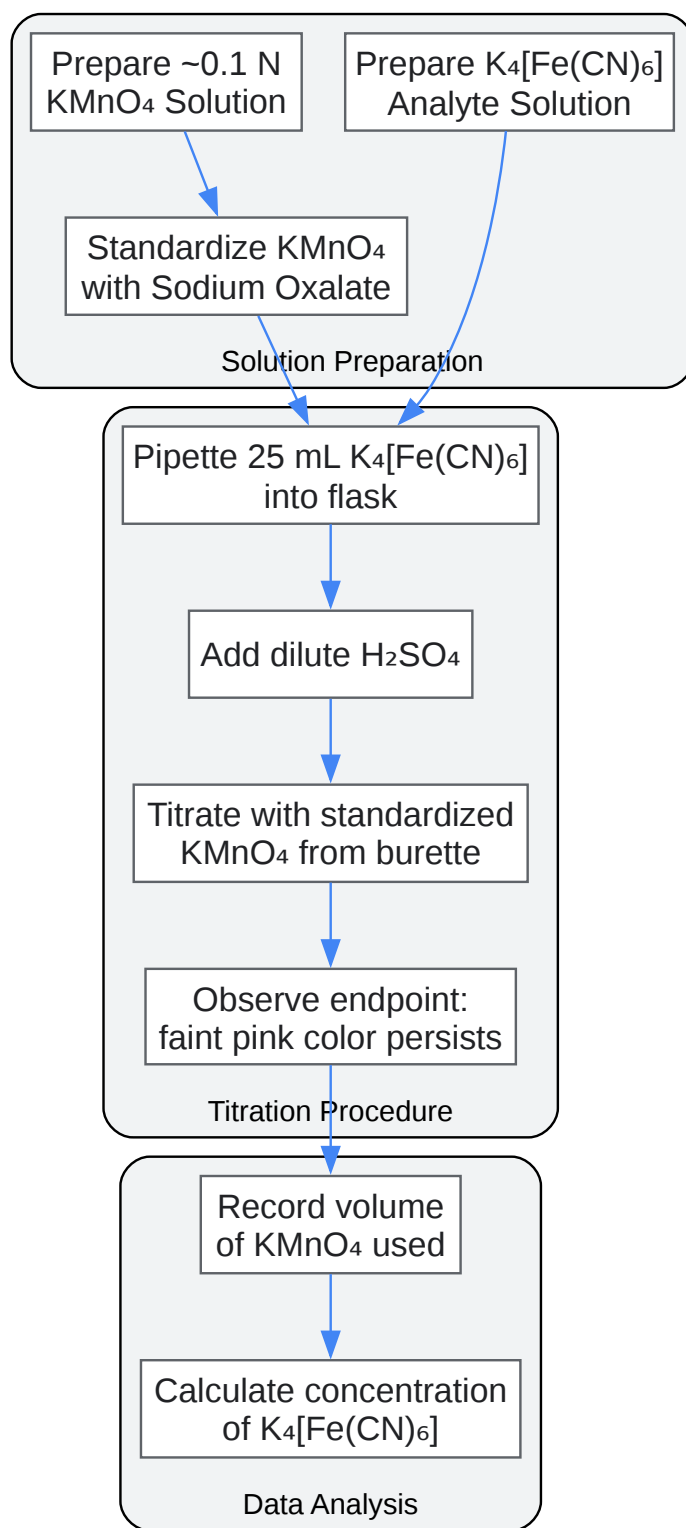 Prepare ~0.1 N
KMnO₄ Solution
Prepare K₄[Fe(CN)₆]
Analyte Solution
Standardize KMnO₄
with Sodium Oxalate
Solution Preparation
Pipette 25 mL K₄[Fe(CN)₆]
into flask
Add dilute H₂SO₄
Titrate with standardized
KMnO₄ from burette
Observe endpoint:
faint pink color persists
Titration Procedure
Record volume
of KMnO₄ used
Calculate concentration
of K₄[Fe(CN)₆]
Data Analysis